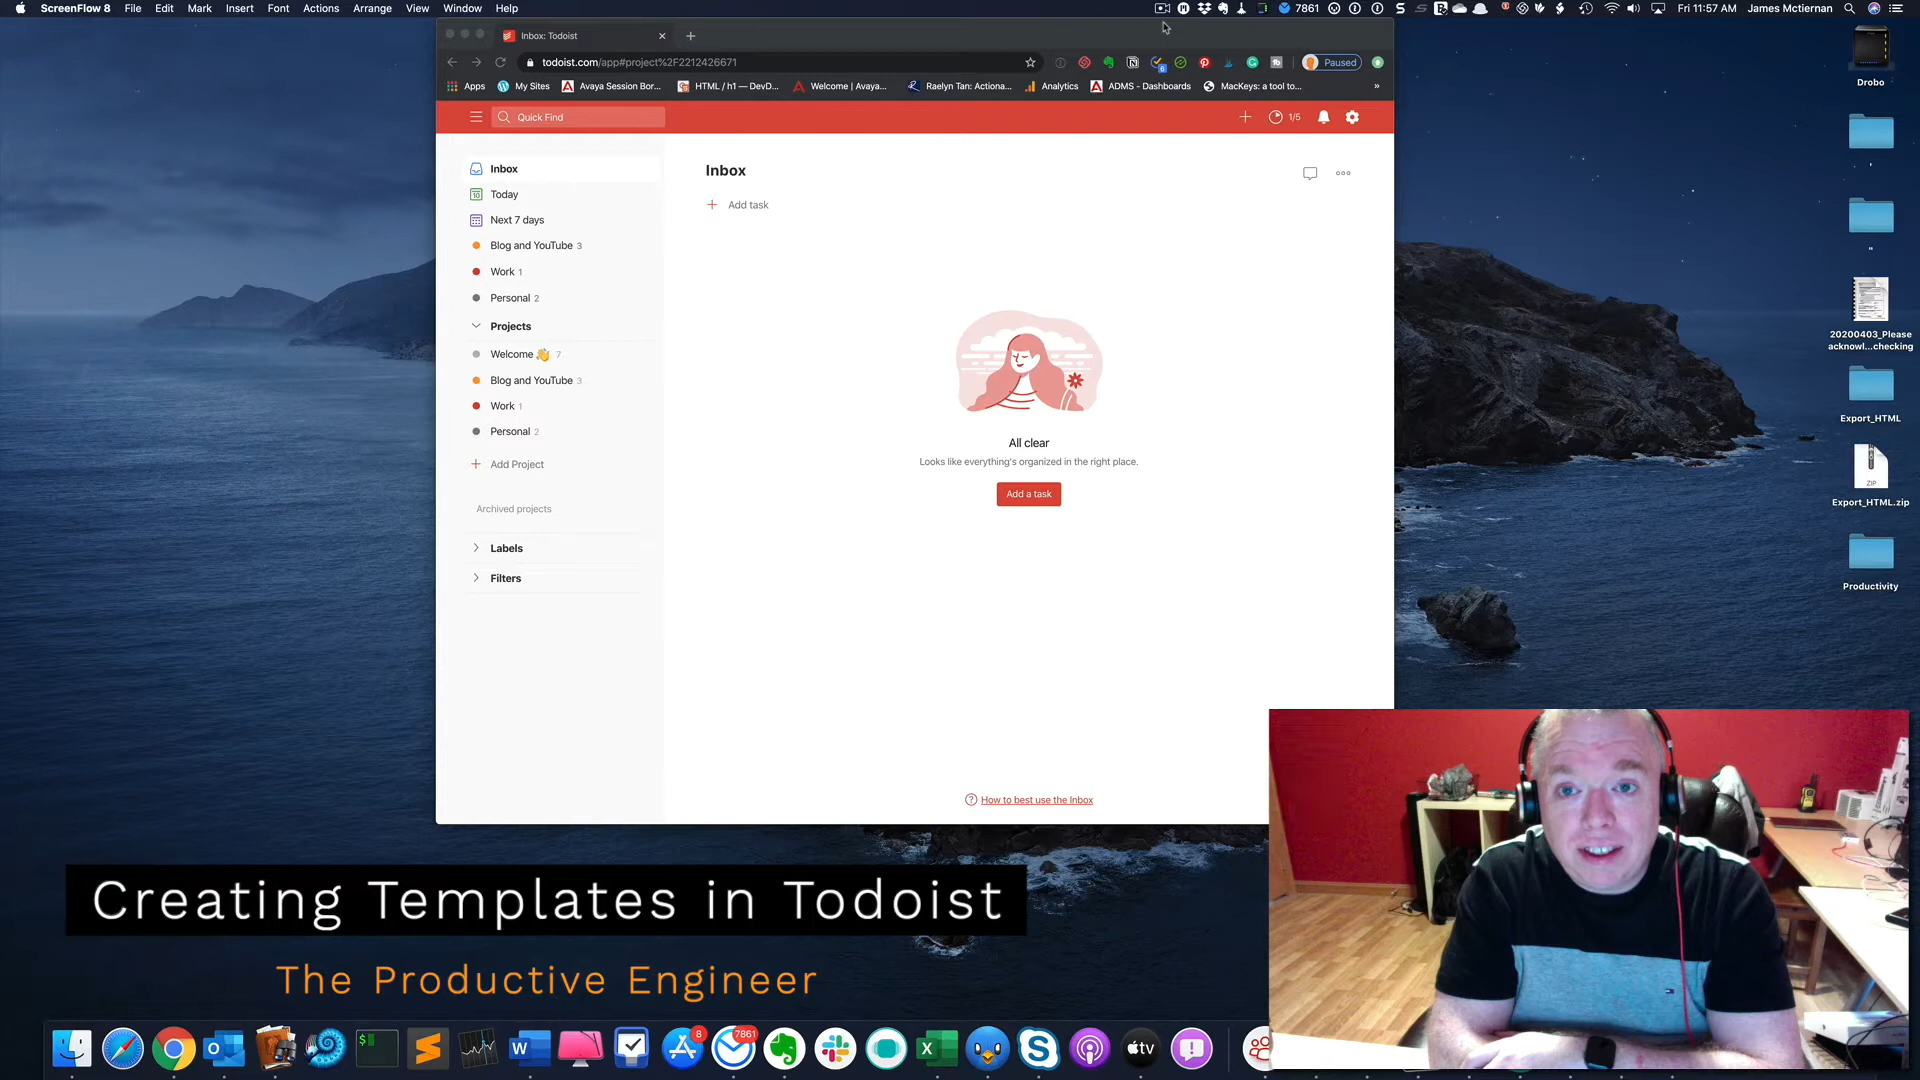 ScreenFlow 8 File Edit Mark Insert Font Actions Arrange View Window Help
7861 Fri 11:57 AM James Mctiernan
Inbox: Todoist
todoist.com/app#project%2F2212426671
Paused
Apps My Sites Avaya Session Bor... HTML / h1 — DevD... Welcome | Avaya... Raelyn Tan: Actiona... Analytics ADMS - Dashboards MacKeys: a tool to... »
Quick Find
1/5
Inbox
Today
Next 7 days
Blog and YouTube 3
Work 1
Personal 2
Projects
Welcome 👋 7
Blog and YouTube 3
Work 1
Personal 2
Add Project
Archived projects
Labels
Filters
Inbox
Add task
All clear
Looks like everything's organized in the right place.
Add a task
How to best use the Inbox
Drobo
'
"
20200403_Please
acknowl...checking
Export_HTML
ZIP
Export_HTML.zip
Productivity
Creating Templates in Todoist
The Productive Engineer
8
7861
tv